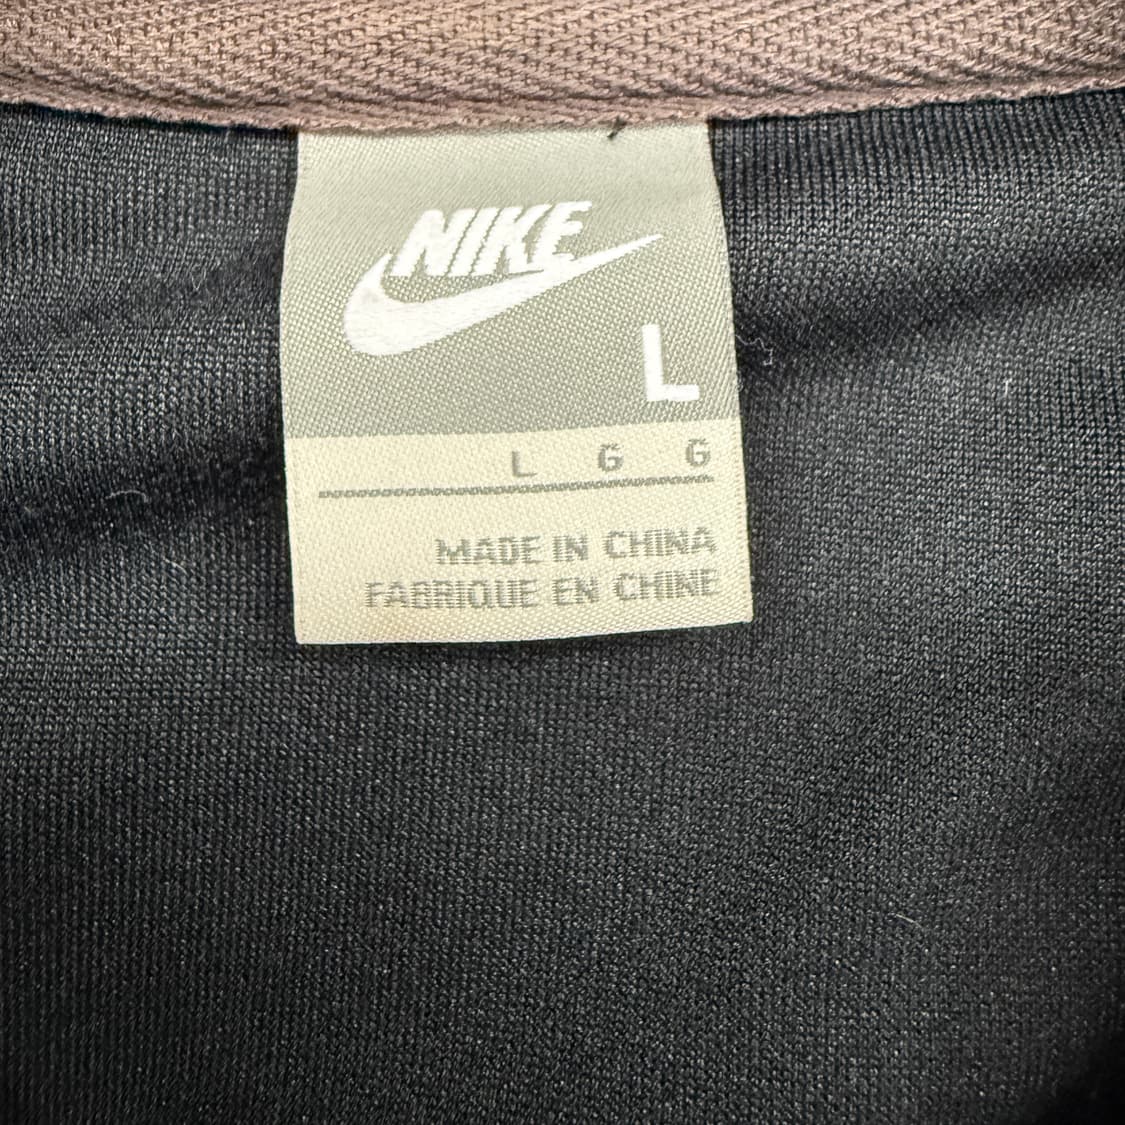 NIKE
L
L G G
MADE IN CHINA
FABRIQUE EN CHINE